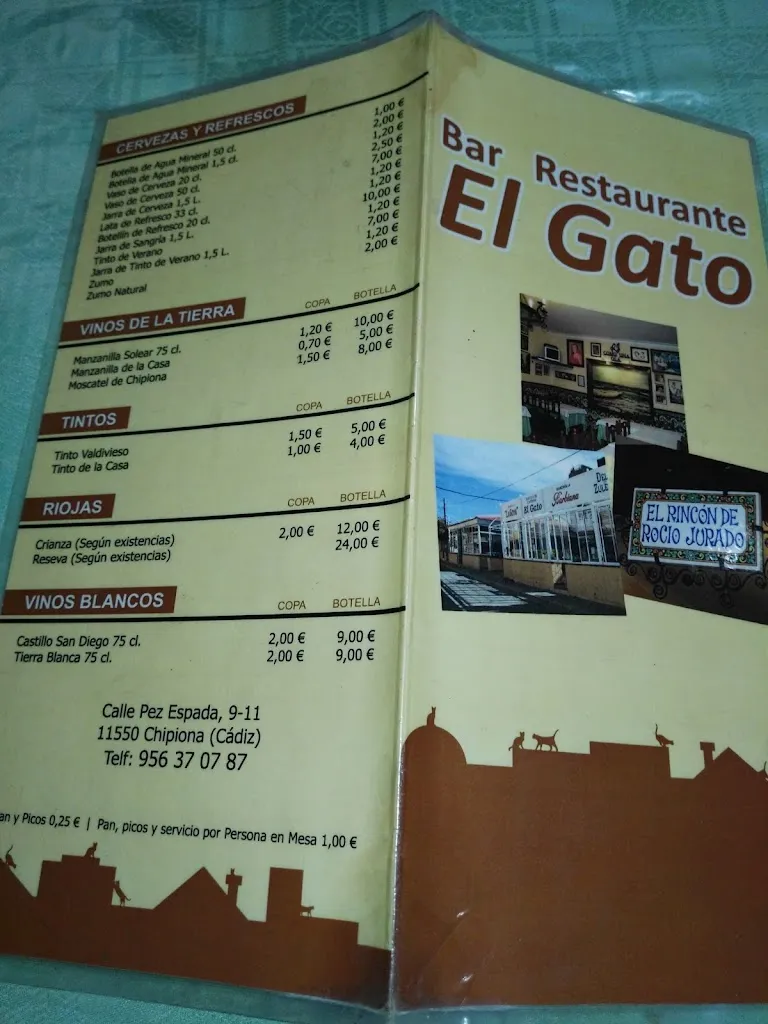 CERVEZAS Y REFRESCOS
Botella de Agua Mineral 50 cl. 1,00 €
Botella de Agua Mineral 1,5 cl. 2,00 €
Vaso de Cerveza 20 cl. 1,20 €
Vaso de Cerveza 50 cl. 2,50 €
Jarra de Cerveza 1,5 L. 7,00 €
Lata de Refresco 33 cl. 1,20 €
Botellín de Refresco 20 cl. 1,20 €
Jarra de Sangría 1,5 L. 10,00 €
Tinto de Verano 1,20 €
Jarra de Tinto de Verano 1,5 L. 7,00 €
Zumo 1,20 €
Zumo Natural 2,00 €
VINOS DE LA TIERRA COPA BOTELLA
Manzanilla Solear 75 cl. 1,20 € 10,00 €
Manzanilla de la Casa 0,70 € 5,00 €
Moscatel de Chipiona 1,50 € 8,00 €
TINTOS COPA BOTELLA
Tinto Valdivieso 1,50 € 5,00 €
Tinto de la Casa 1,00 € 4,00 €
RIOJAS COPA BOTELLA
Crianza (Según existencias) 2,00 € 12,00 €
Reseva (Según existencias) 24,00 €
VINOS BLANCOS COPA BOTELLA
Castillo San Diego 75 cl. 2,00 € 9,00 €
Tierra Blanca 75 cl. 2,00 € 9,00 €
Calle Pez Espada, 9-11
11550 Chipiona (Cádiz)
Telf: 956 37 07 87
an y Picos 0,25 € | Pan, picos y servicio por Persona en Mesa 1,00 €
Bar Restaurante
El Gato
El Gato
EL RINCÓN DE
ROCIO JURADO